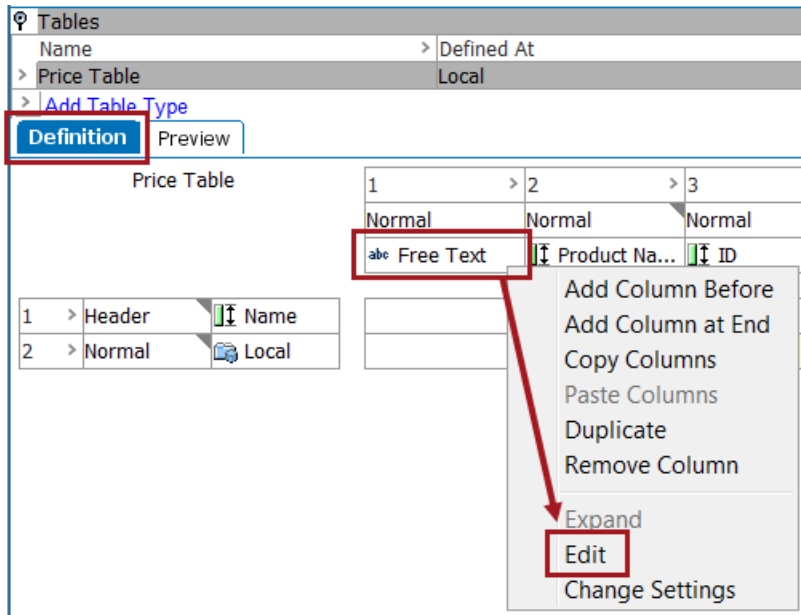 Tables
Name > Defined At
> Price Table Local
> Add Table Type
Definition Preview
Price Table 1 > 2 > 3
Normal Normal Normal
abc Free Text Product Na... ID
1 > Header Name
2 > Normal Local
Add Column Before
Add Column at End
Copy Columns
Paste Columns
Duplicate
Remove Column
Expand
Edit
Change Settings